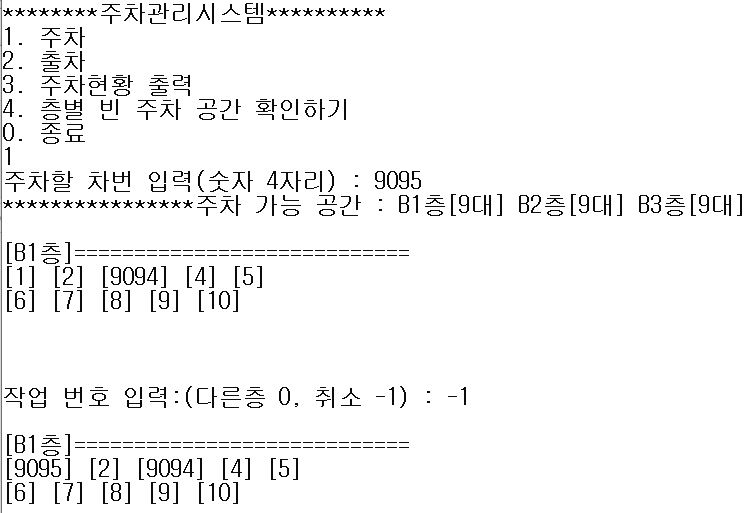 ********주차관리시스템**********
1. 주차
2. 출차
3. 주차현황 출력
4. 층별 빈 주차 공간 확인하기
0. 종료
1
주차할 차번 입력(숫자 4자리) : 9095
****************주차 가능 공간 : B1층[9대] B2층[9대] B3층[9대]
[B1층]============================
[1] [2] [9094] [4] [5]
[6] [7] [8] [9] [10]
작업 번호 입력:(다른층 0, 취소 -1) : -1
[B1층]============================
[9095] [2] [9094] [4] [5]
[6] [7] [8] [9] [10]